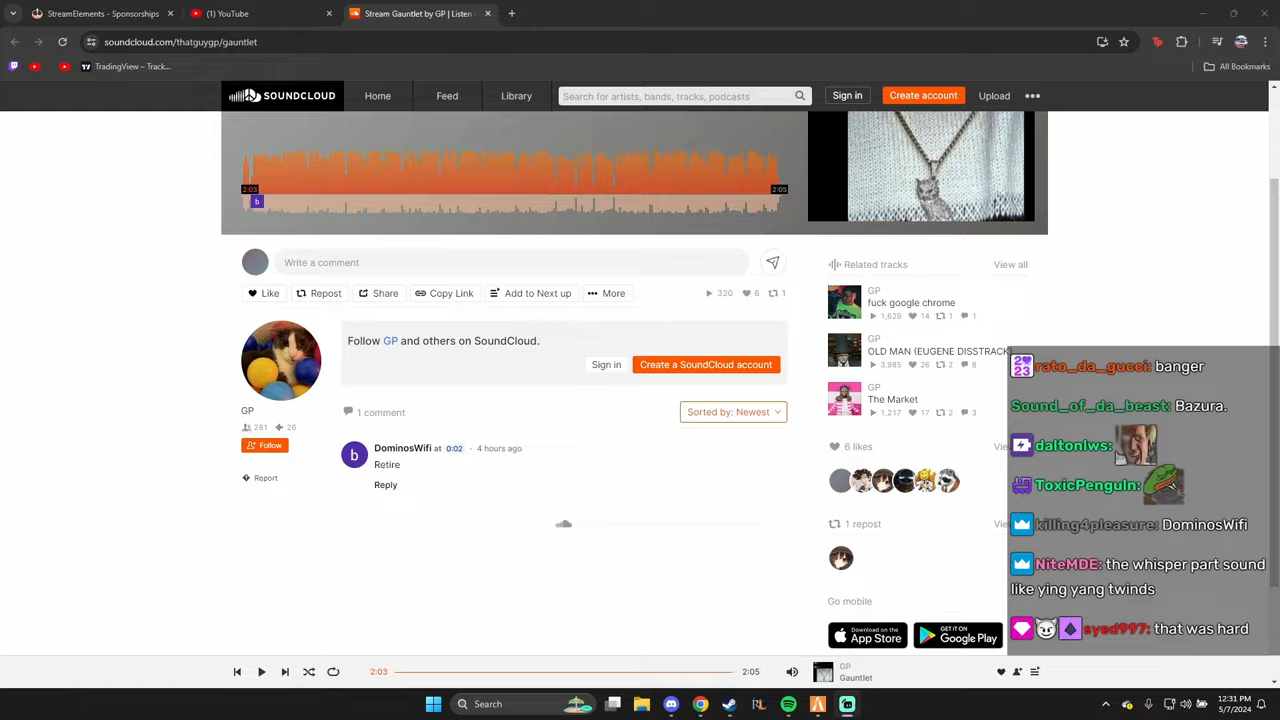 StreamElements - Sponsorships
(1) YouTube
Stream Gauntlet by GP | Listen
soundcloud.com/thatguygp/gauntlet
TradingView – Track...
All Bookmarks
SOUNDCLOUD
Home
Feed
Library
Search for artists, bands, tracks, podcasts
Sign in
Create account
Upload
2:03
2:05
b
Write a comment
Like
Repost
Share
Copy Link
Add to Next up
More
320
6
1
Follow GP and others on SoundCloud.
Sign in
Create a SoundCloud account
GP
281
26
Follow
Report
1 comment
Sorted by: Newest
b
DominosWifi at 0:02 · 4 hours ago
Retire
Reply
Related tracks
View all
GP
fuck google chrome
1,629 14 1 1
GP
OLD MAN (EUGENE DISSTRACK
3,985 26 2 8
GP
The Market
1,217 17 2 3
6 likes
Vie
1 repost
Vie
Go mobile
Download on the
App Store
GET IT ON
Google Play
2023
rato_da_gucci: banger
Sound_of_da_beast: Bazura.
daltonlws:
ToxicPenguIn:
killing4pleasure: DominosWifi
NiteMDE: the whisper part sound
like ying yang twinds
syed997: that was hard
2:03
2:05
GP
Gauntlet
Search
12:31 PM
5/7/2024